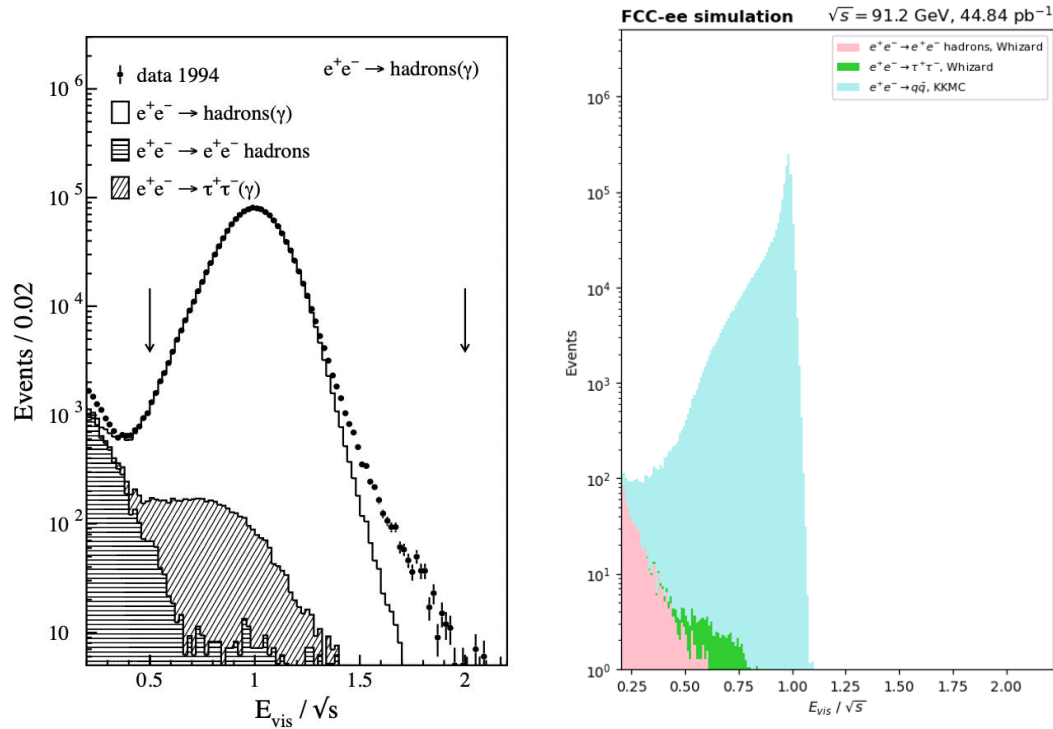 data 1994
e⁺e⁻ → hadrons(γ)
e⁺e⁻ → hadrons(γ)
e⁺e⁻ → e⁺e⁻ hadrons
e⁺e⁻ → τ⁺τ⁻(γ)
10⁶
10⁵
10⁴
10³
10²
10
Events / 0.02
0.5
1
1.5
2
E_vis / √s
FCC-ee simulation
√s = 91.2 GeV, 44.84 pb⁻¹
e⁺e⁻ → e⁺e⁻ hadrons, Whizard
e⁺e⁻ → τ⁺τ⁻, Whizard
e⁺e⁻ → qq̄, KKMC
10⁶
10⁵
10⁴
10³
10²
10¹
10⁰
Events
0.25
0.50
0.75
1.00
1.25
1.50
1.75
2.00
E_vis / √s